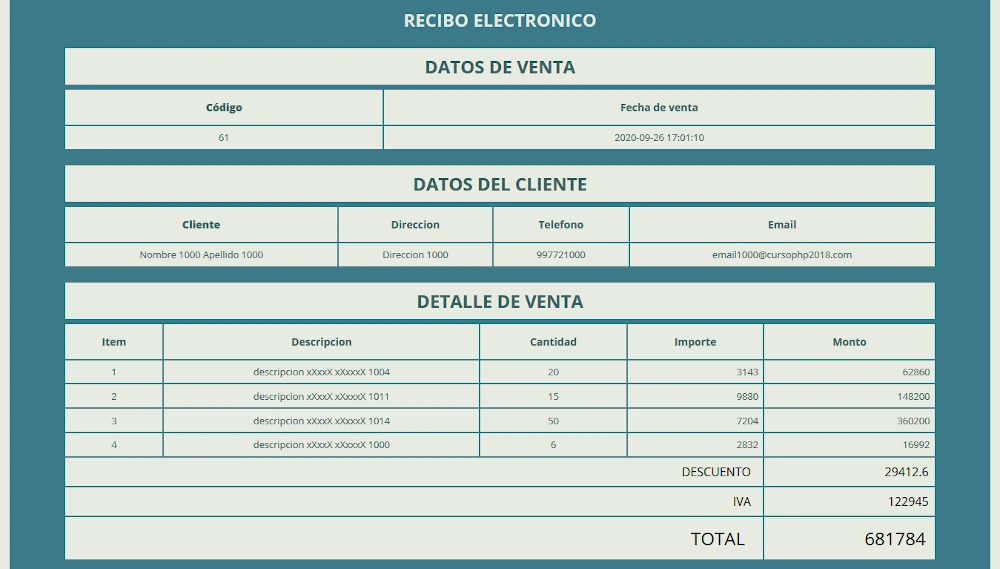 RECIBO ELECTRONICO
DATOS DE VENTA
Código Fecha de venta
61 2020-09-26 17:01:10
DATOS DEL CLIENTE
Cliente Direccion Telefono Email
Nombre 1000 Apellido 1000 Direccion 1000 997721000 email1000@cursophp2018.com
DETALLE DE VENTA
Item Descripcion Cantidad Importe Monto
1 descripcion xXxxX xXxxxX 1004 20 3143 62860
2 descripcion xXxxX xXxxxX 1011 15 9880 148200
3 descripcion xXxxX xXxxxX 1014 50 7204 360200
4 descripcion xXxxX xXxxxX 1000 6 2832 16992
DESCUENTO 29412.6
IVA 122945
TOTAL 681784